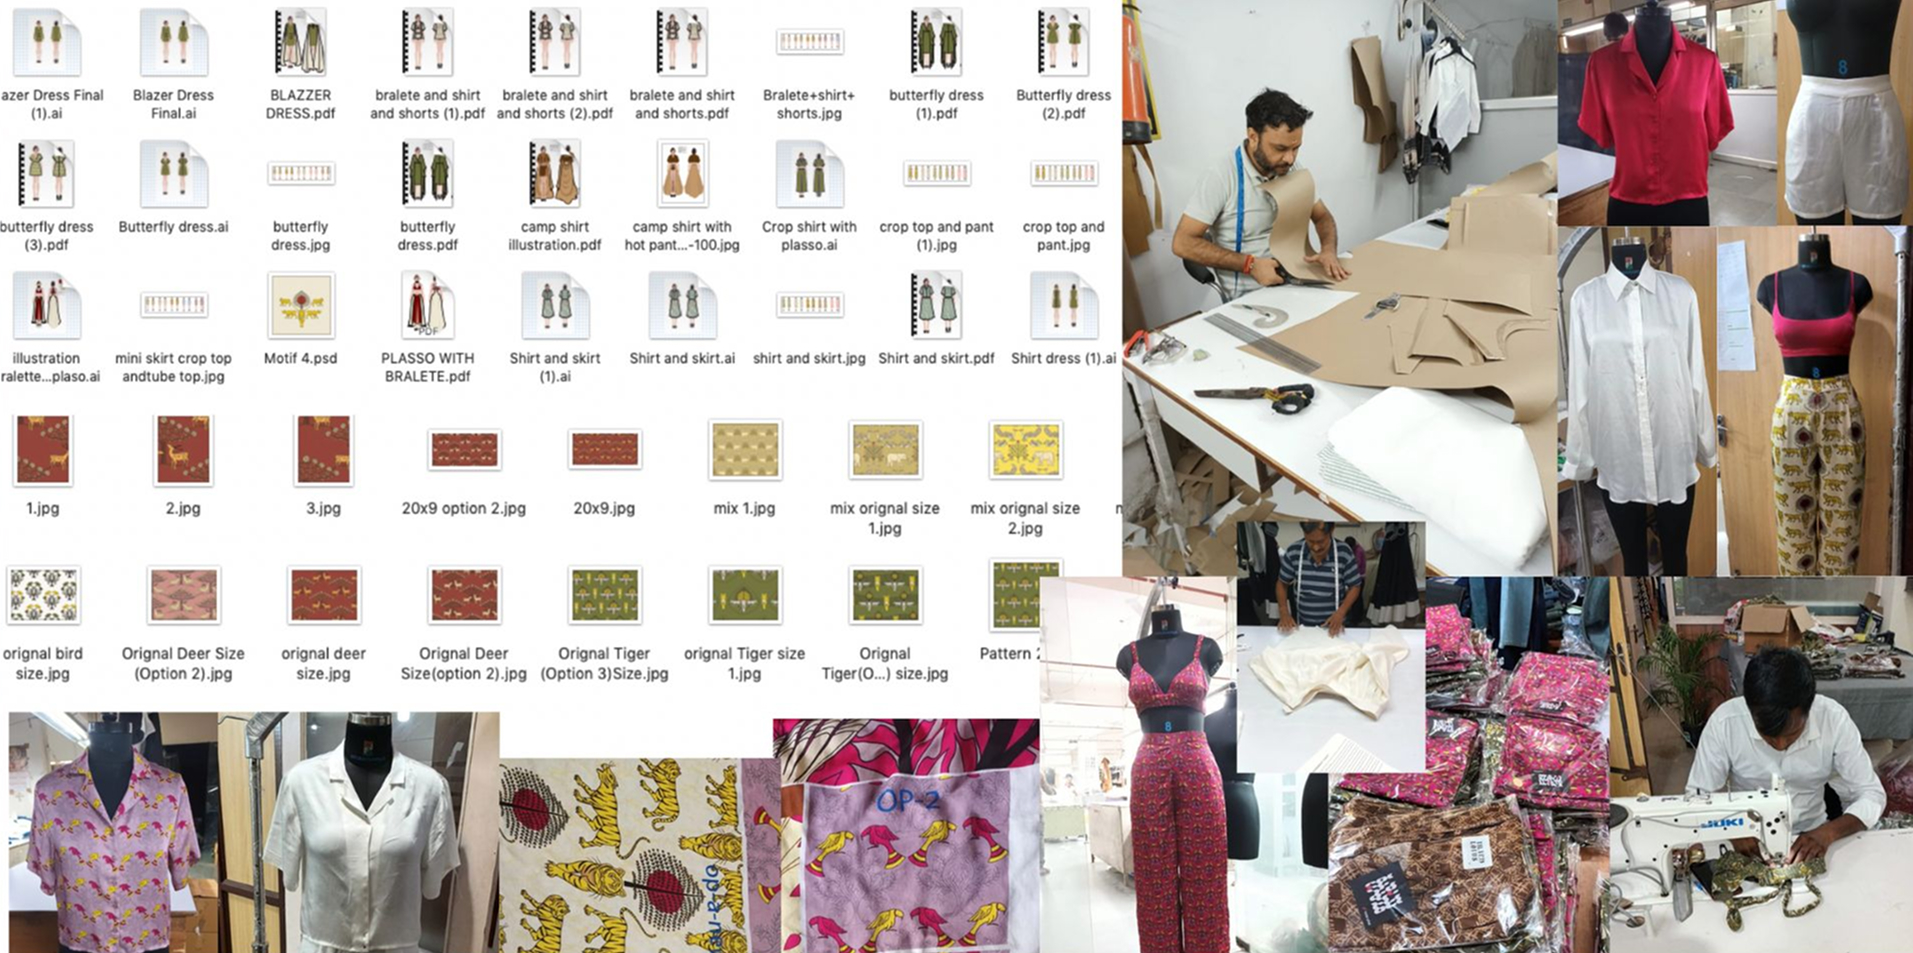 azer Dress Final
(1).ai
Blazer Dress
Final.ai
BLAZZER
DRESS.pdf
bralete and shirt
and shorts (1).pdf
bralete and shirt
and shorts (2).pdf
bralete and shirt
and shorts.pdf
Bralete+shirt+
shorts.jpg
butterfly dress
(1).pdf
Butterfly dress
(2).pdf
butterfly dress
(3).pdf
Butterfly dress.ai
butterfly
dress.jpg
butterfly
dress.pdf
camp shirt
illustration.pdf
camp shirt with
hot pant...-100.jpg
Crop shirt with
plasso.ai
crop top and pant
(1).jpg
crop top and
pant.jpg
illustration
ralette...plaso.ai
mini skirt crop top
andtube top.jpg
Motif 4.psd
PDF
PLASSO WITH
BRALETE.pdf
Shirt and skirt
(1).ai
Shirt and skirt.ai
shirt and skirt.jpg
Shirt and skirt.pdf
Shirt dress (1).ai
1.jpg
2.jpg
3.jpg
20x9 option 2.jpg
20x9.jpg
mix 1.jpg
mix orignal size
1.jpg
mix orignal size
2.jpg
orignal bird
size.jpg
Orignal Deer Size
(Option 2).jpg
orignal deer
size.jpg
Orignal Deer
Size(option 2).jpg
Orignal Tiger
(Option 3)Size.jpg
orignal Tiger size
1.jpg
Orignal
Tiger(O...) size.jpg
Pattern 2
8
8
8
OP-2
JUKI